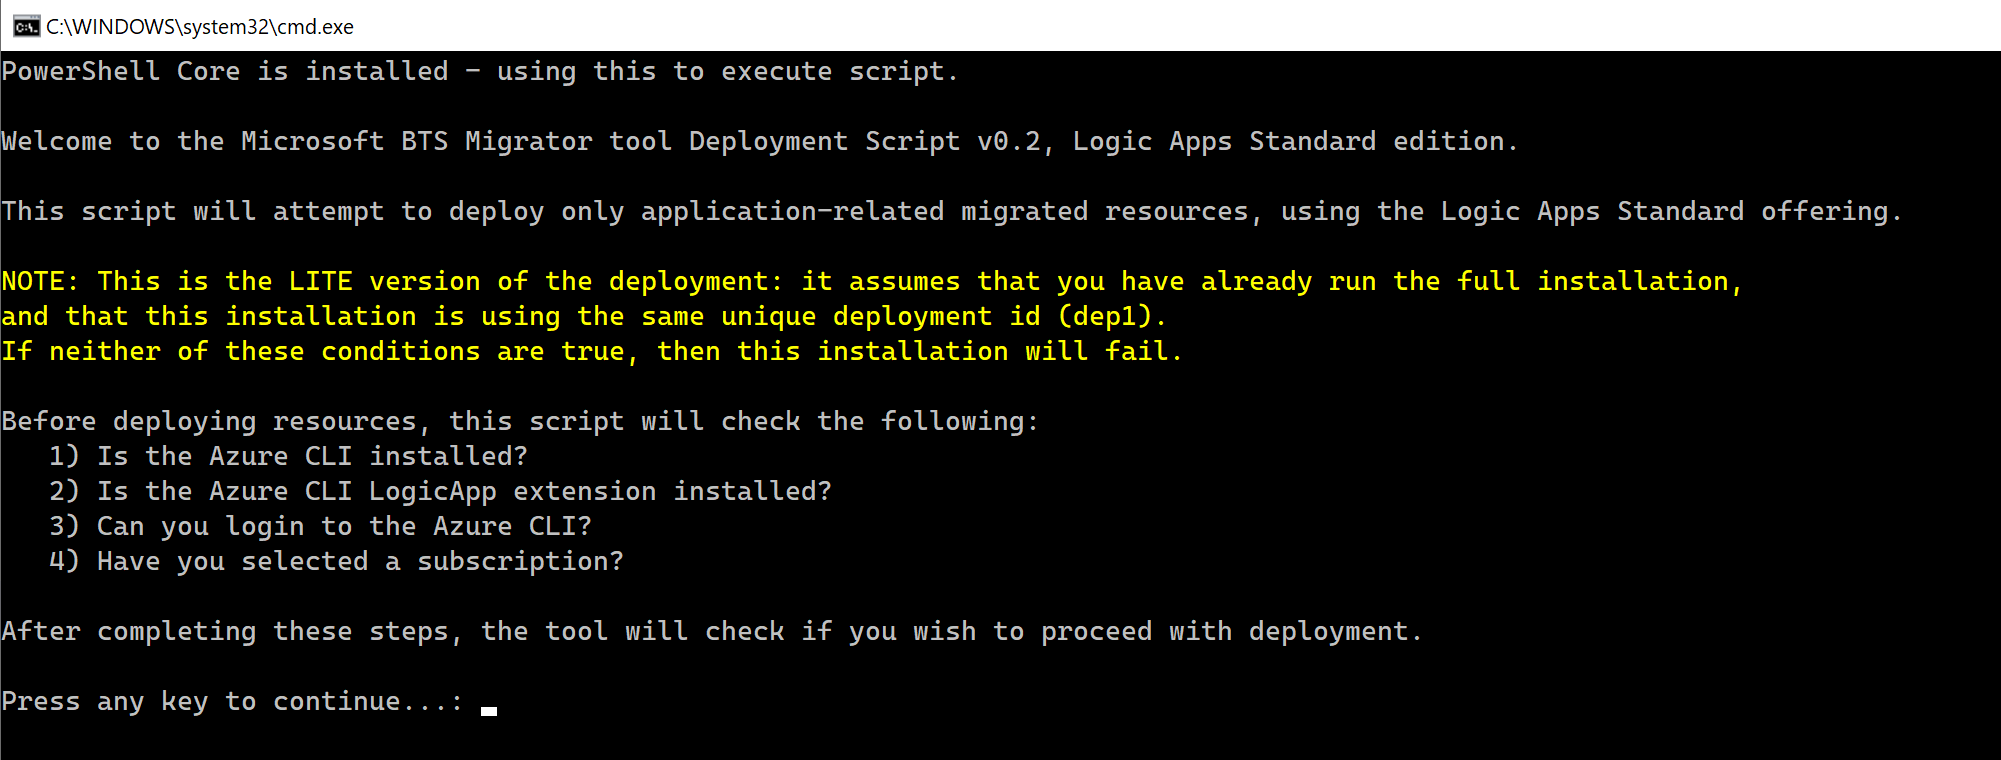 C:\WINDOWS\system32\cmd.exe
PowerShell Core is installed - using this to execute script.
Welcome to the Microsoft BTS Migrator tool Deployment Script v0.2, Logic Apps Standard edition.
This script will attempt to deploy only application-related migrated resources, using the Logic Apps Standard offering.
NOTE: This is the LITE version of the deployment: it assumes that you have already run the full installation,
and that this installation is using the same unique deployment id (dep1).
If neither of these conditions are true, then this installation will fail.
Before deploying resources, this script will check the following:
1) Is the Azure CLI installed?
2) Is the Azure CLI LogicApp extension installed?
3) Can you login to the Azure CLI?
4) Have you selected a subscription?
After completing these steps, the tool will check if you wish to proceed with deployment.
Press any key to continue...: